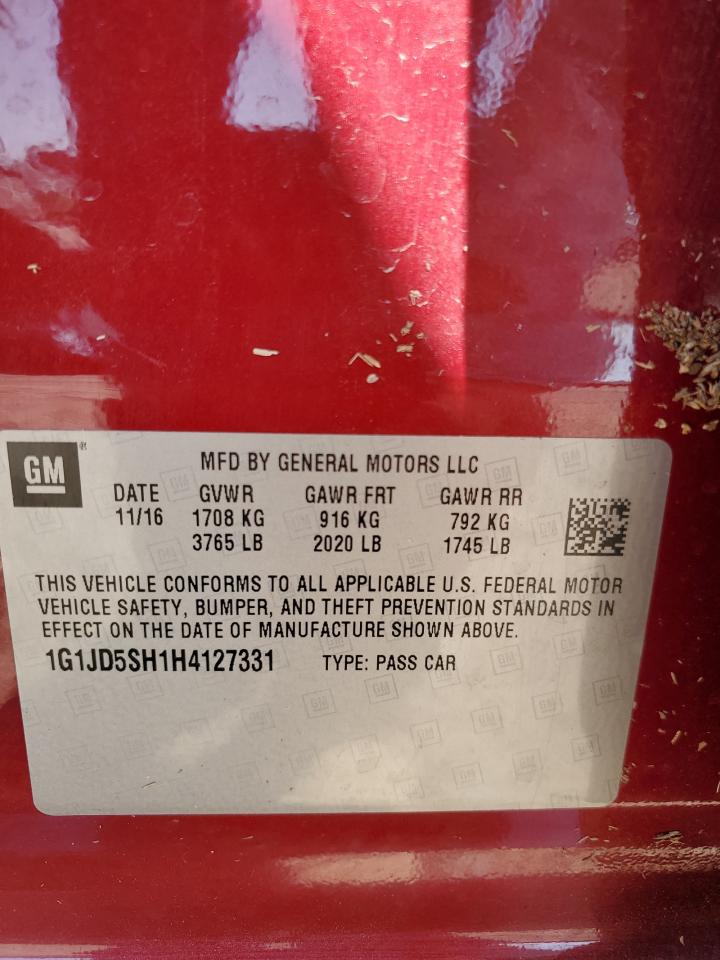 GM®
MFD BY GENERAL MOTORS LLC
DATE GVWR GAWR FRT GAWR RR
11/16 1708 KG 916 KG 792 KG
3765 LB 2020 LB 1745 LB
THIS VEHICLE CONFORMS TO ALL APPLICABLE U.S. FEDERAL MOTOR
VEHICLE SAFETY, BUMPER, AND THEFT PREVENTION STANDARDS IN
EFFECT ON THE DATE OF MANUFACTURE SHOWN ABOVE.
1G1JD5SH1H4127331 TYPE: PASS CAR